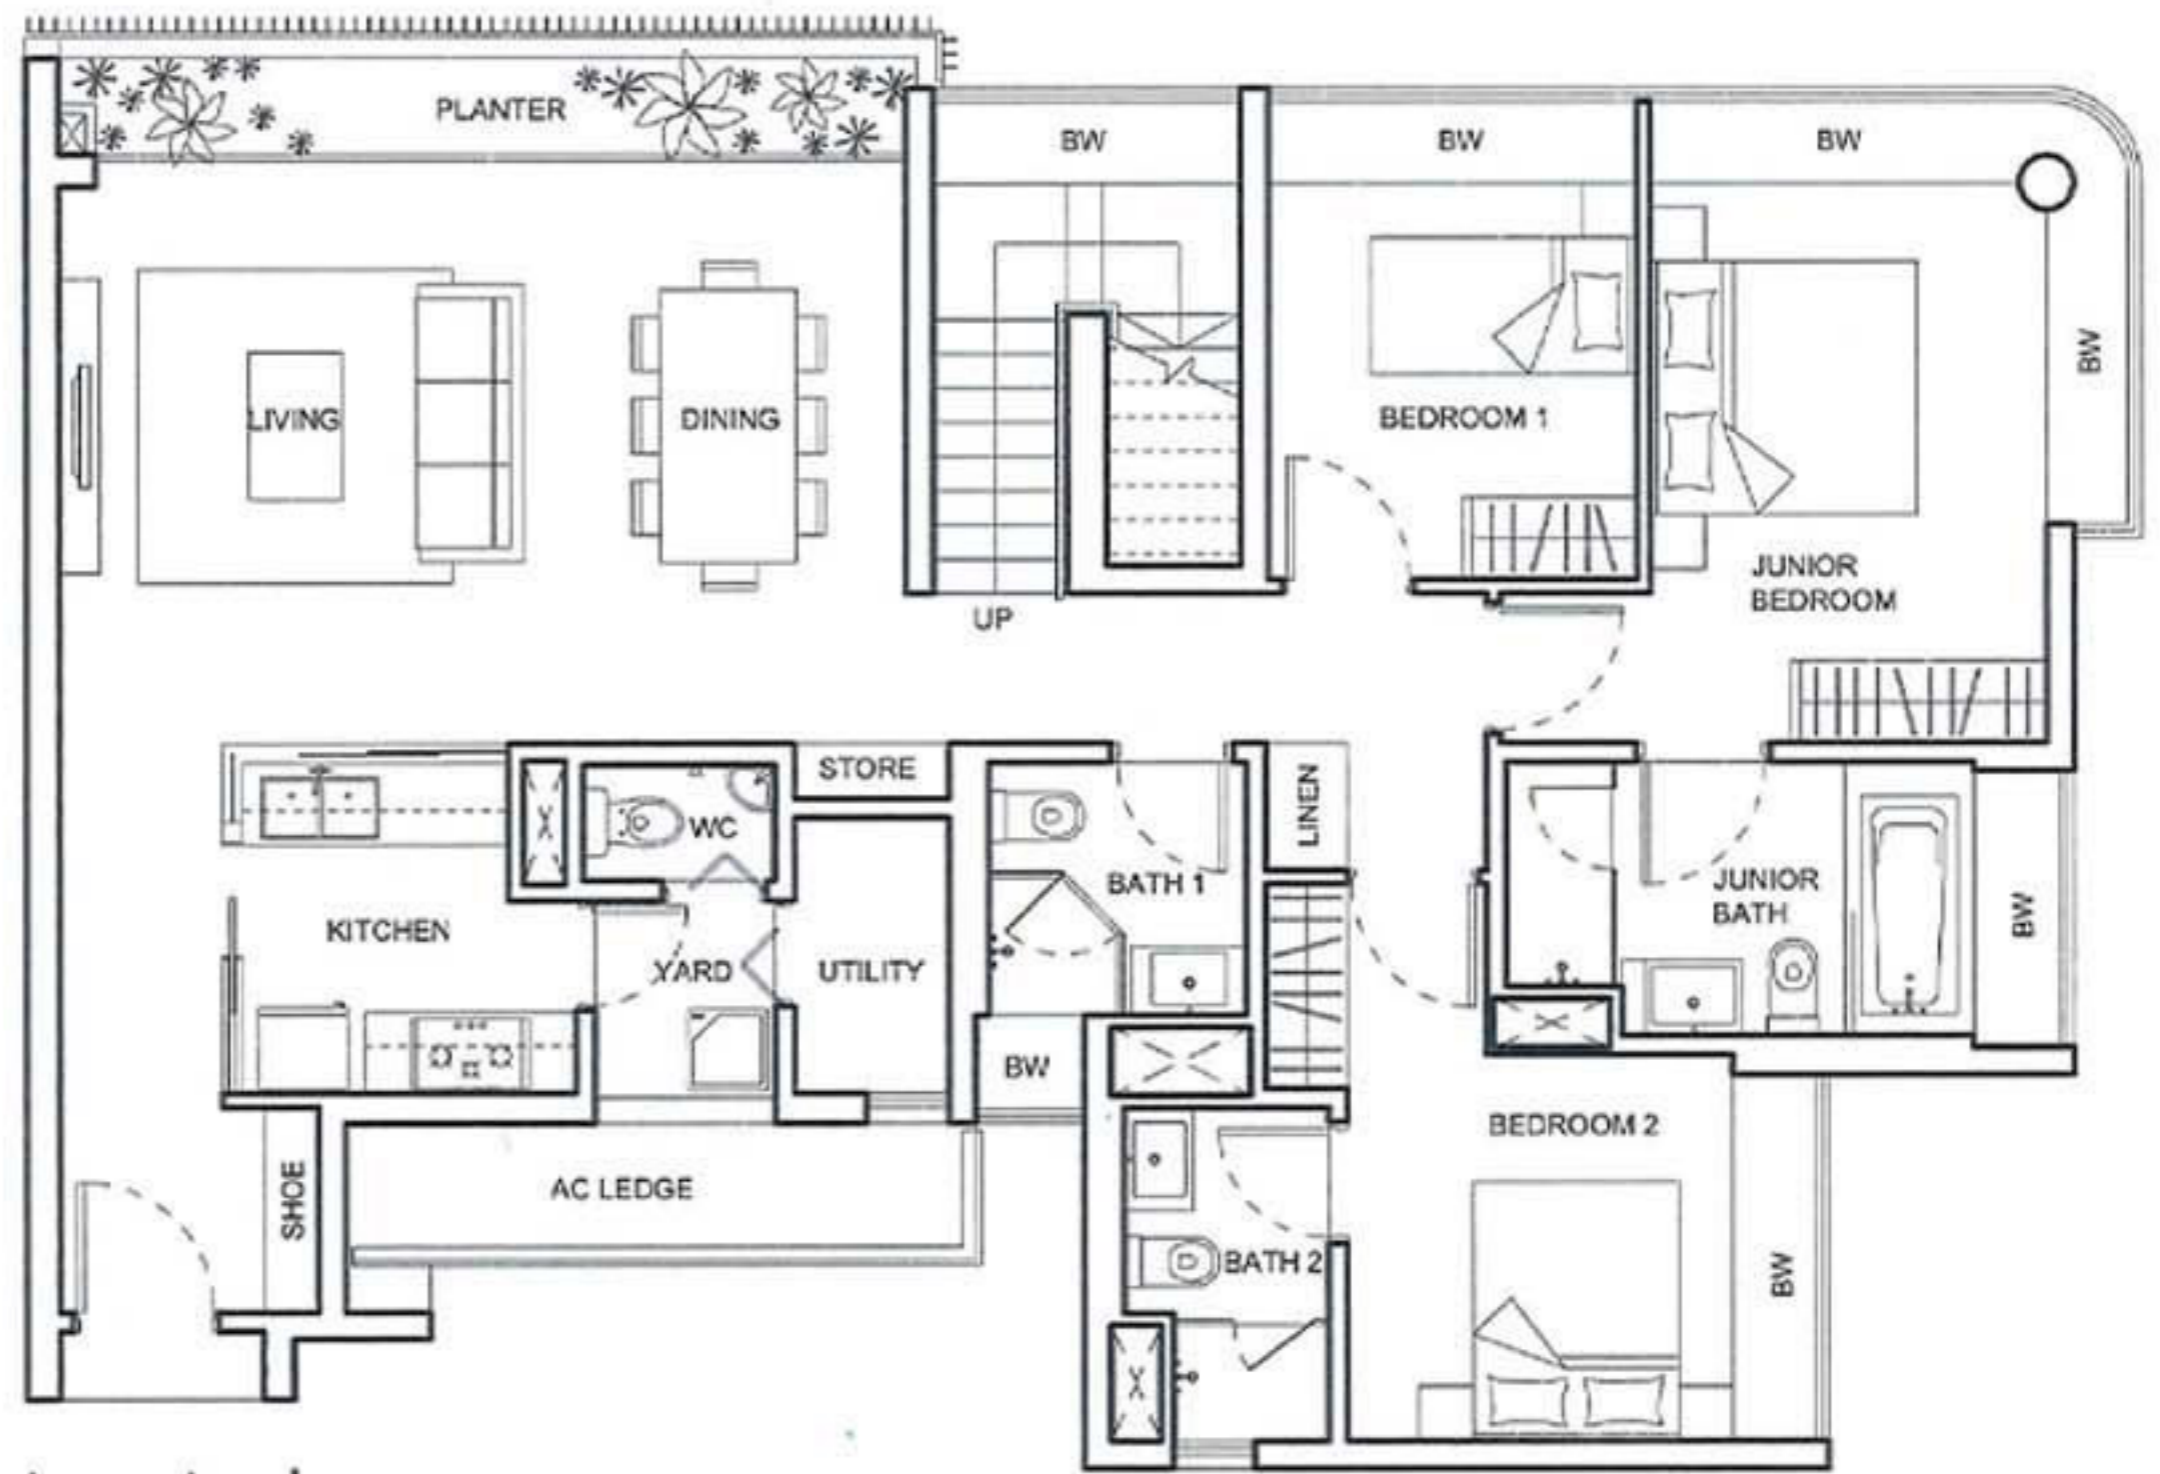 PLANTER
BW
BW
BW
BW
LIVING
DINING
BEDROOM 1
JUNIOR
BEDROOM
UP
STORE
LINEN
WC
BATH 1
JUNIOR
BATH
BW
KITCHEN
YARD
UTILITY
BW
BEDROOM 2
SHOE
AC LEDGE
BATH 2
BW